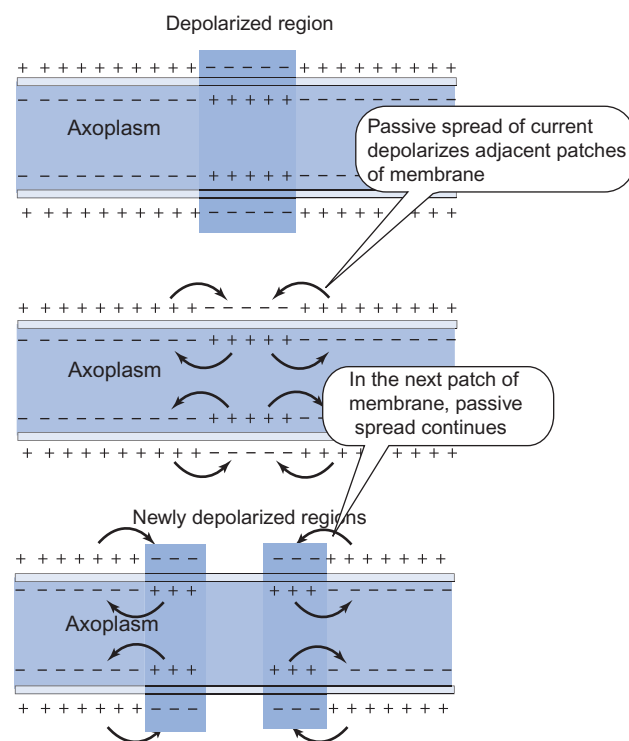 Depolarized region
+ + + + + + + + + + + – – – – – + + + + + + + + + +
– – – – – – – – – – – + + + + + – – – – – – – – –
Axoplasm
Passive spread of current
depolarizes adjacent patches
of membrane
– – – – – – – – – – – + + + + + – – – – – – – – –
+ + + + + + + + + + + – – – – – + + + + + + + + + +
+ + + + + + + + + + + – – – – – + + + + + + + + + +
– – – – – – – – – – – + + + + + – – – – – – – – –
Axoplasm
In the next patch of
membrane, passive
spread continues
– – – – – – – – – – – + + + + + – – – – – – – – –
+ + + + + + + + + + + – – – – – + + + + + + + + + +
Newly depolarized regions
+ + + + + + + + – – – – – – + + + + + + + +
– – – – – – – – + + + + + + – – – – – – – –
Axoplasm
– – – – – – – – + + + + + + – – – – – – – –
+ + + + + + + + – – – – – – + + + + + + + +